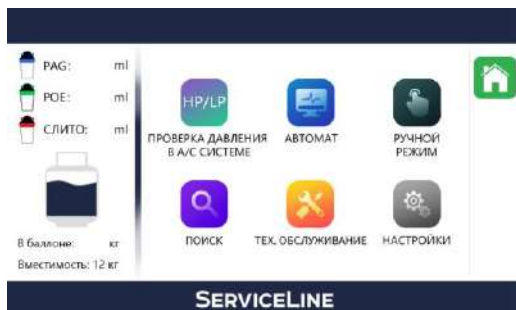 PAG: ml
POE: ml
СЛИТО: ml
В баллоне: кг
Вместимость: 12 кг
HP/LP
ПРОВЕРКА ДАВЛЕНИЯ
В A/C СИСТЕМЕ
АВТОМАТ
РУЧНОЙ
РЕЖИМ
ПОИСК
ТЕХ. ОБСЛУЖИВАНИЕ
НАСТРОЙКИ
SERVICELINE